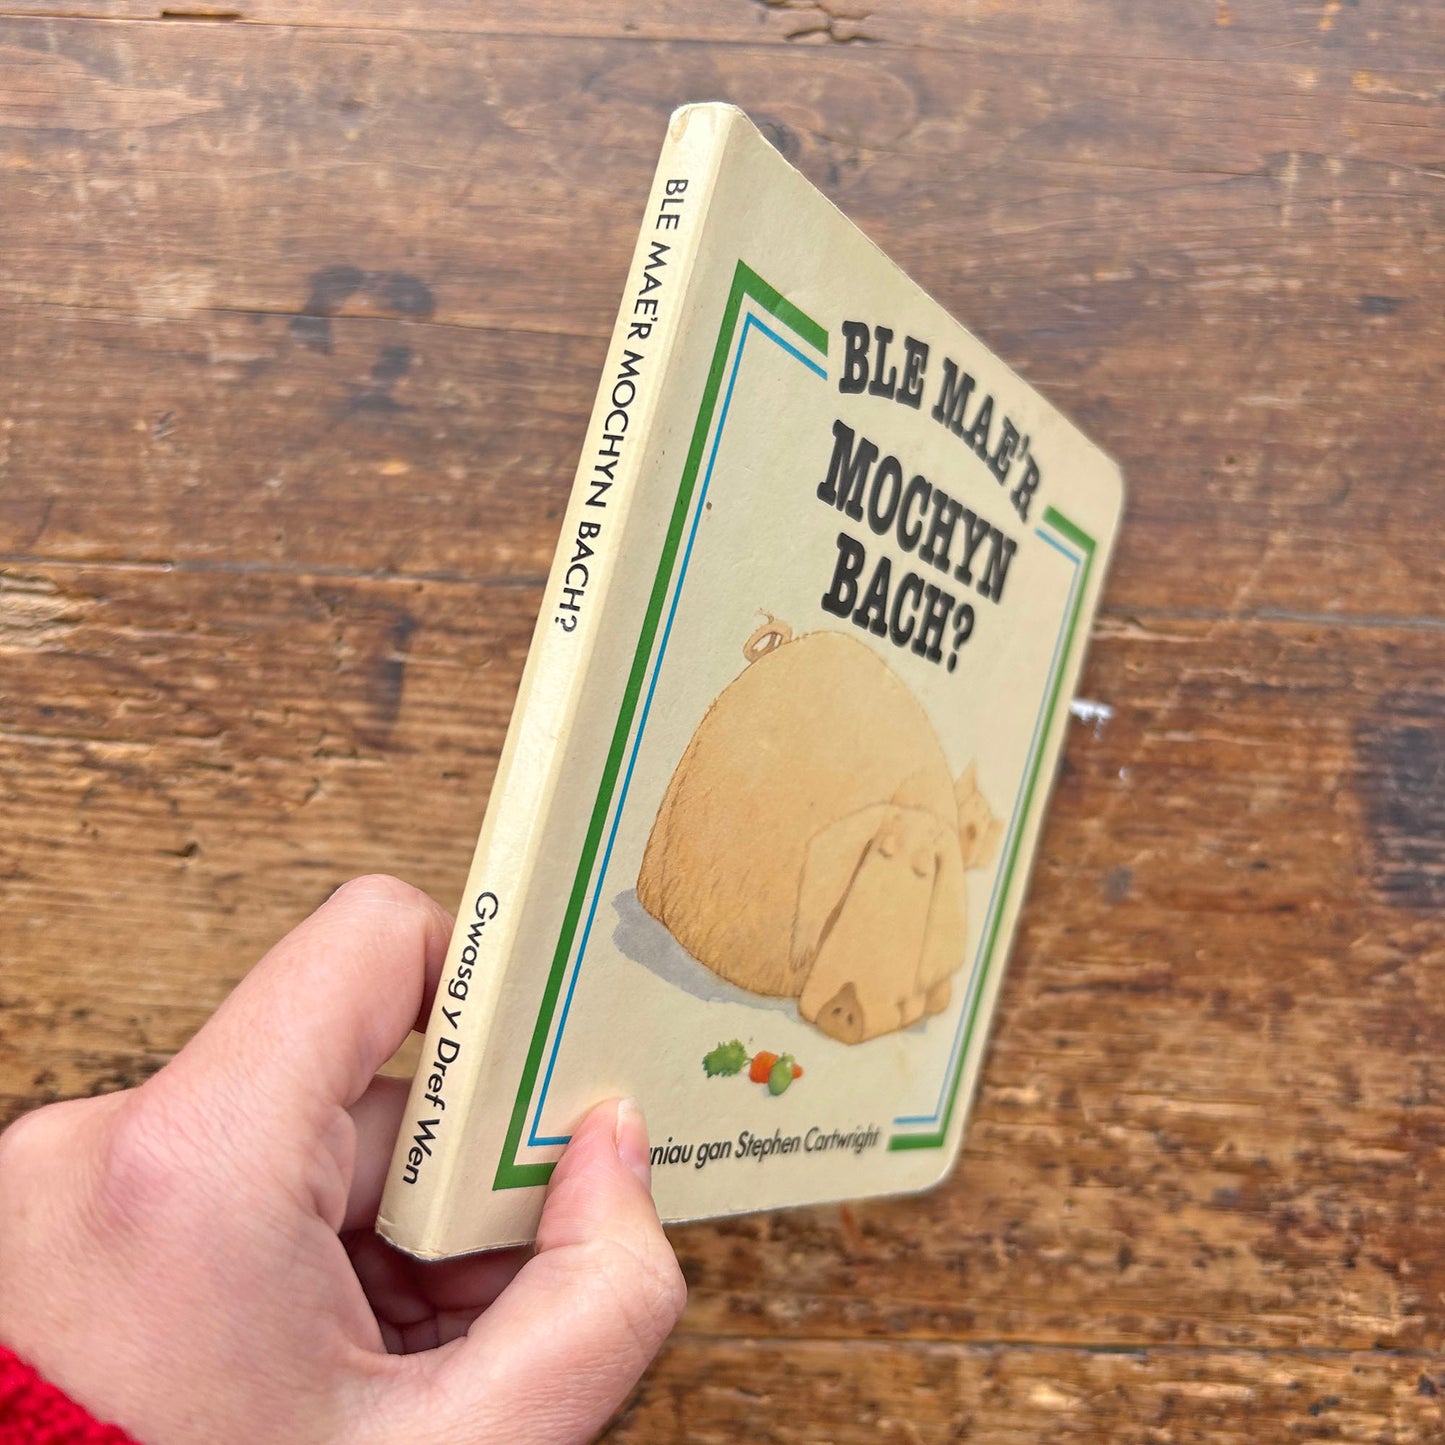 BLE MAE'R MOCHYN BACH?
Gwasg y Dref Wen
BLE MAE'R
MOCHYN
BACH?
gan Stephen Cartwright